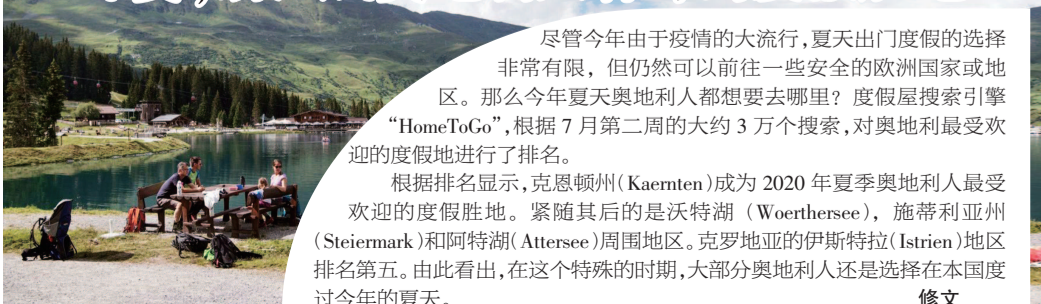 尽管今年由于疫情的大流行，夏天出门度假的选择
非常有限，但仍然可以前往一些安全的欧洲国家或地
区。那么今年夏天奥地利人都想要去哪里？度假屋搜索引擎
“HomeToGo”，根据 7 月第二周的大约 3 万个搜索，对奥地利最受欢
迎的度假地进行了排名。
根据排名显示，克恩顿州（Kaernten）成为 2020 年夏季奥地利人最受
欢迎的度假胜地。紧随其后的是沃特湖（Woerthersee），施蒂利亚州
（Steiermark）和阿特湖（Attersee）周围地区。克罗地亚的伊斯特拉（Istrien）地区
排名第五。由此看出，在这个特殊的时期，大部分奥地利人还是选择在本国度
过今年的夏天。 修文